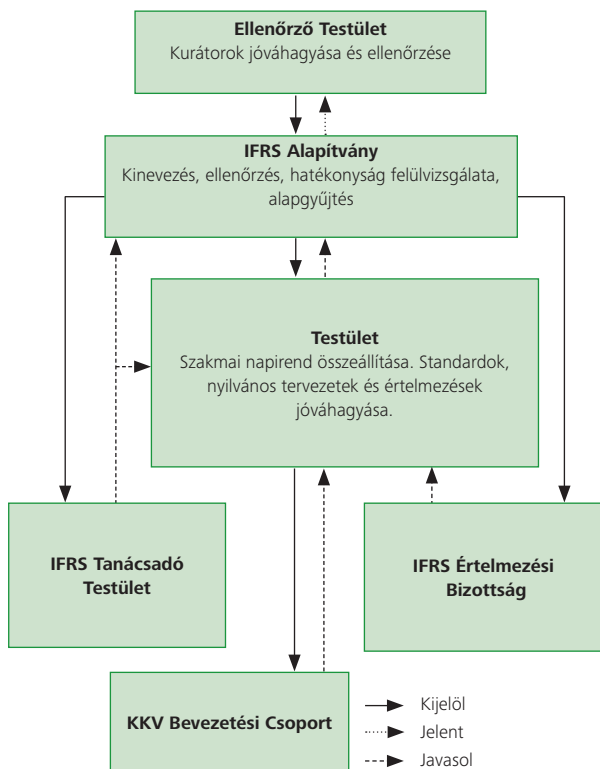 Ellenőrző Testület
Kurátorok jóváhagyása és ellenőrzése
IFRS Alapítvány
Kinevezés, ellenőrzés, hatékonyság felülvizsgálata,
alapgyűjtés
Testület
Szakmai napirend összeállítása. Standardok,
nyilvános tervezetek és értelmezések
jóváhagyása.
IFRS Tanácsadó
Testület
IFRS Értelmezési
Bizottság
KKV Bevezetési Csoport
Kijelöl
Jelent
Javasol